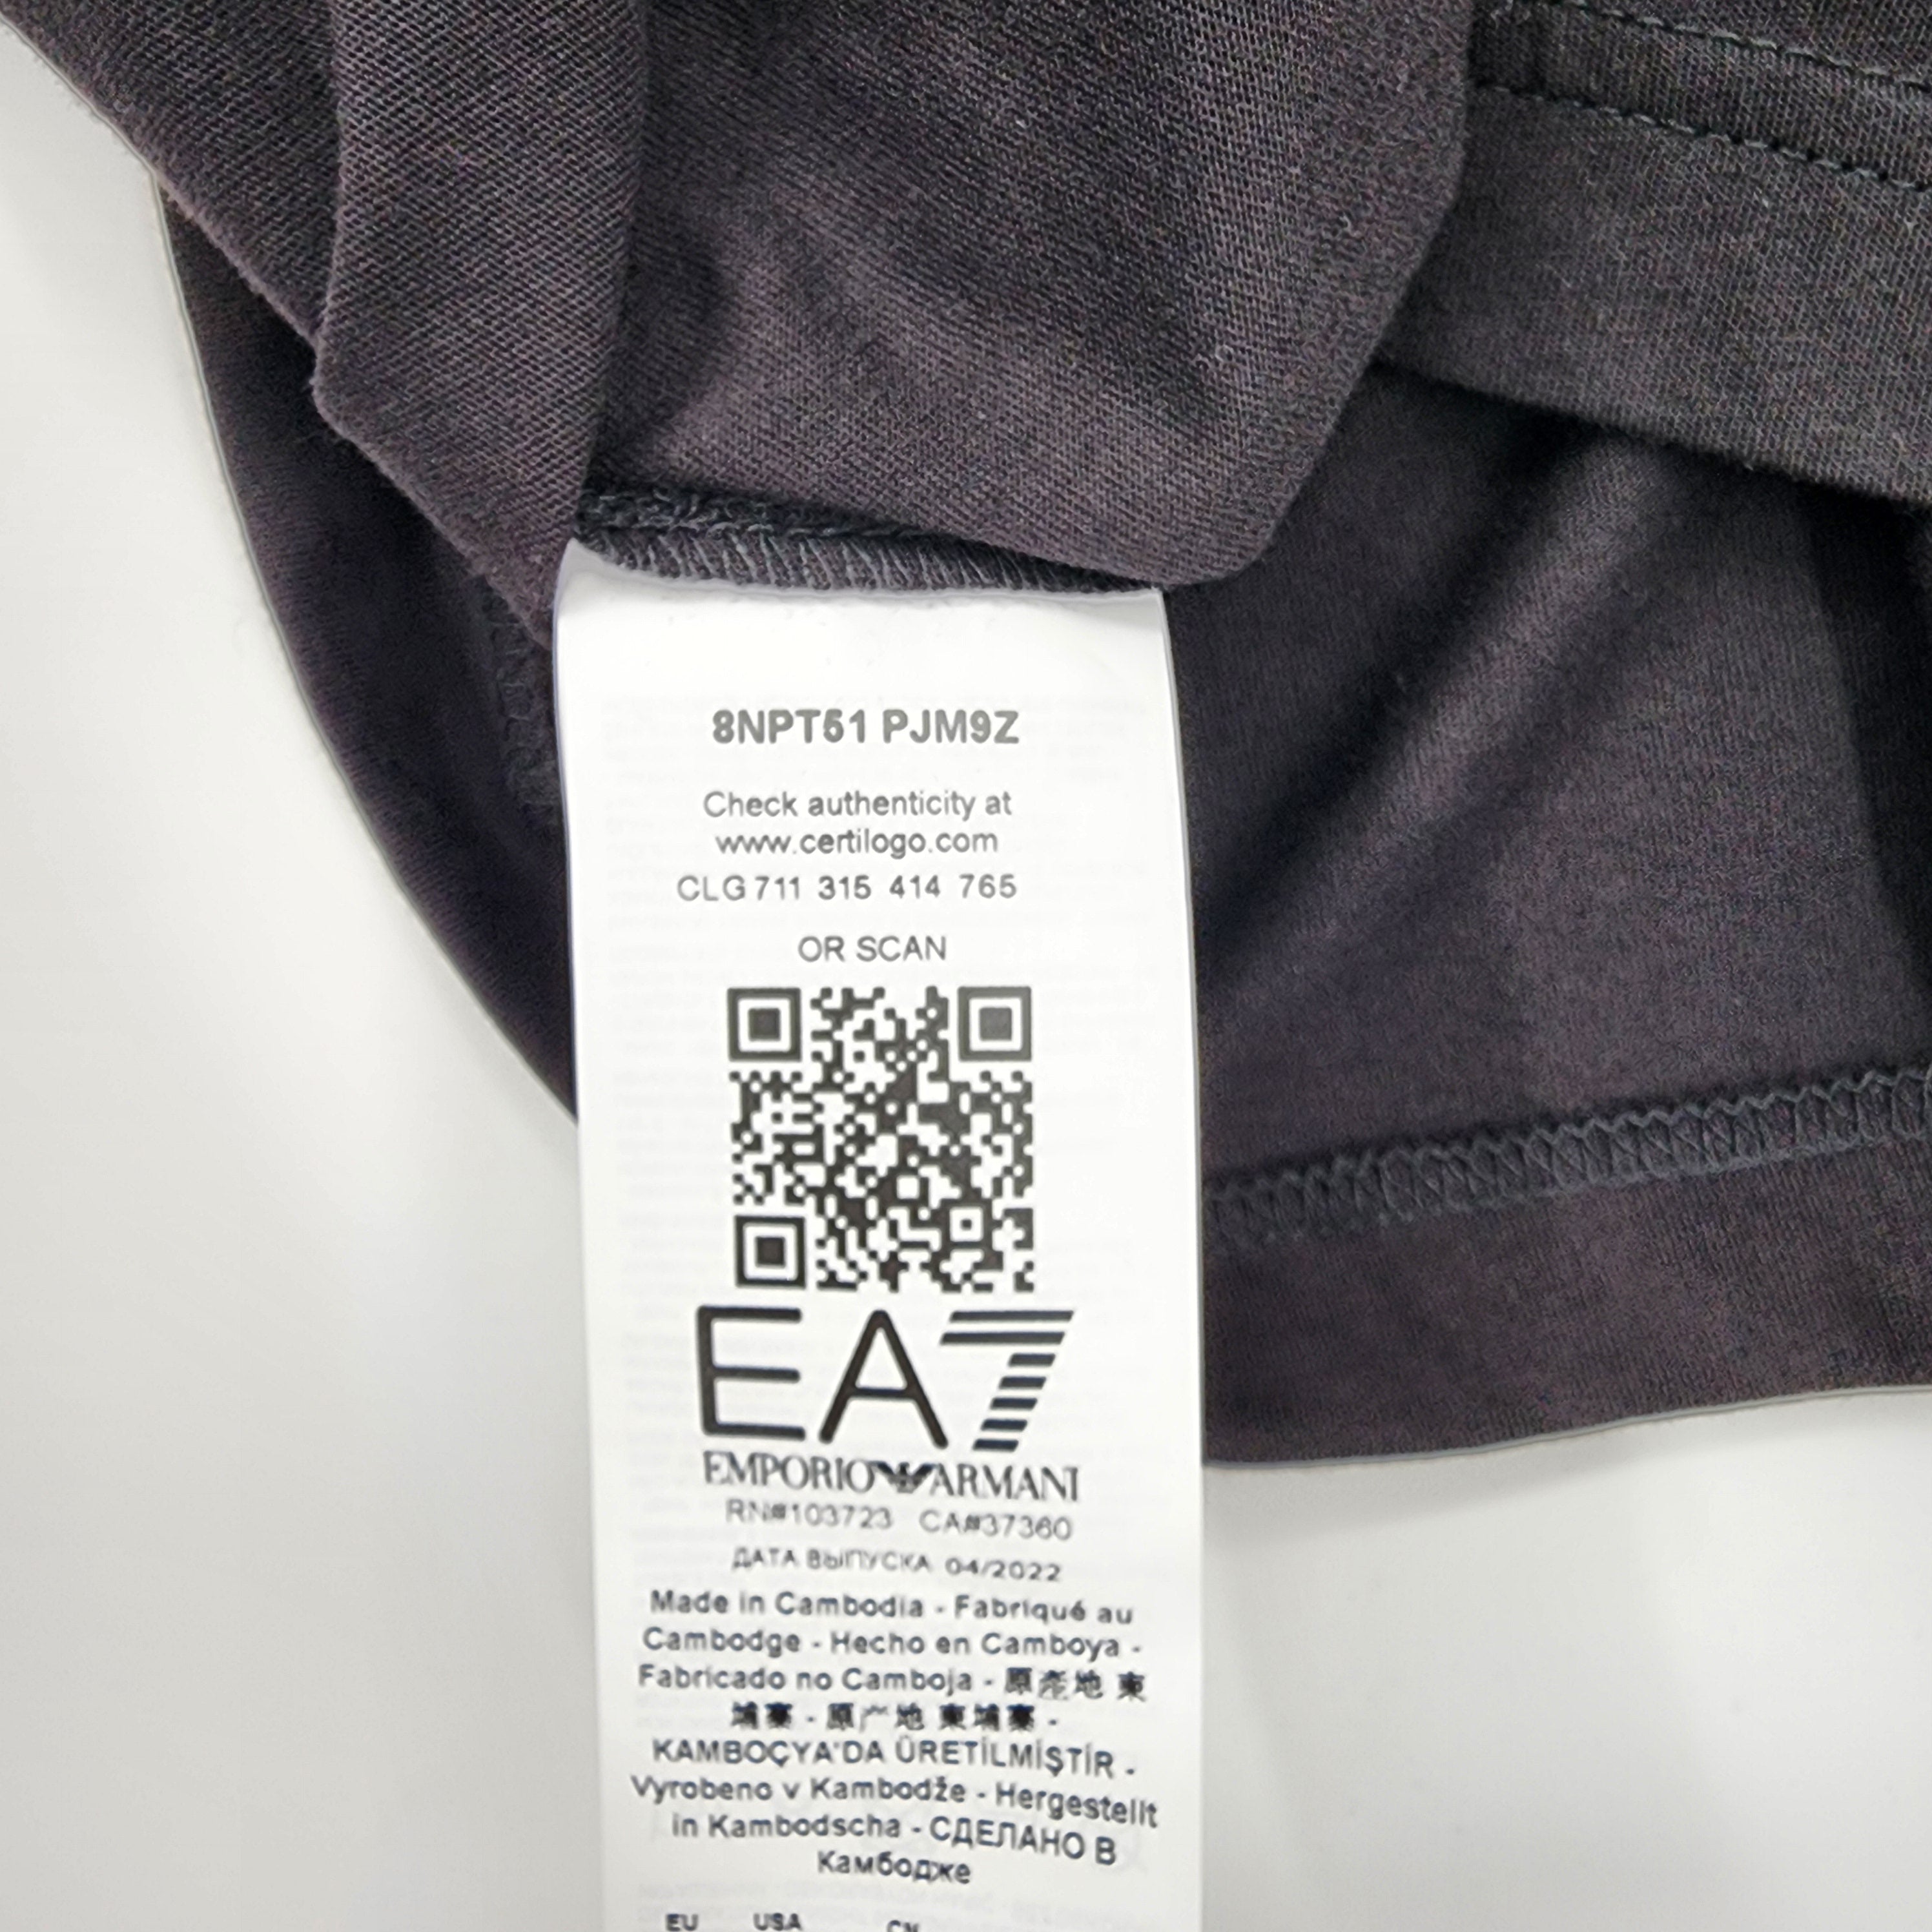 8NPT51 PJM9Z
Check authenticity at
www.certilogo.com
CLG 711 315 414 765
OR SCAN
EA7
EMPORIO ARMANI
RN#103723 CA#37360
ДАТА ВЫПУСКА 04/2022
Made in Cambodia - Fabriqué au
Cambodge - Hecho en Camboya -
Fabricado no Camboja - 原產地 東
埔寨 - 原产地 東埔寨 -
KAMBOÇYA'DA ÜRETİLMİŞTİR -
Vyrobeno v Kambodže - Hergestellt
in Kambodscha - СДЕЛАНО В
Камбодже
EU USA CN